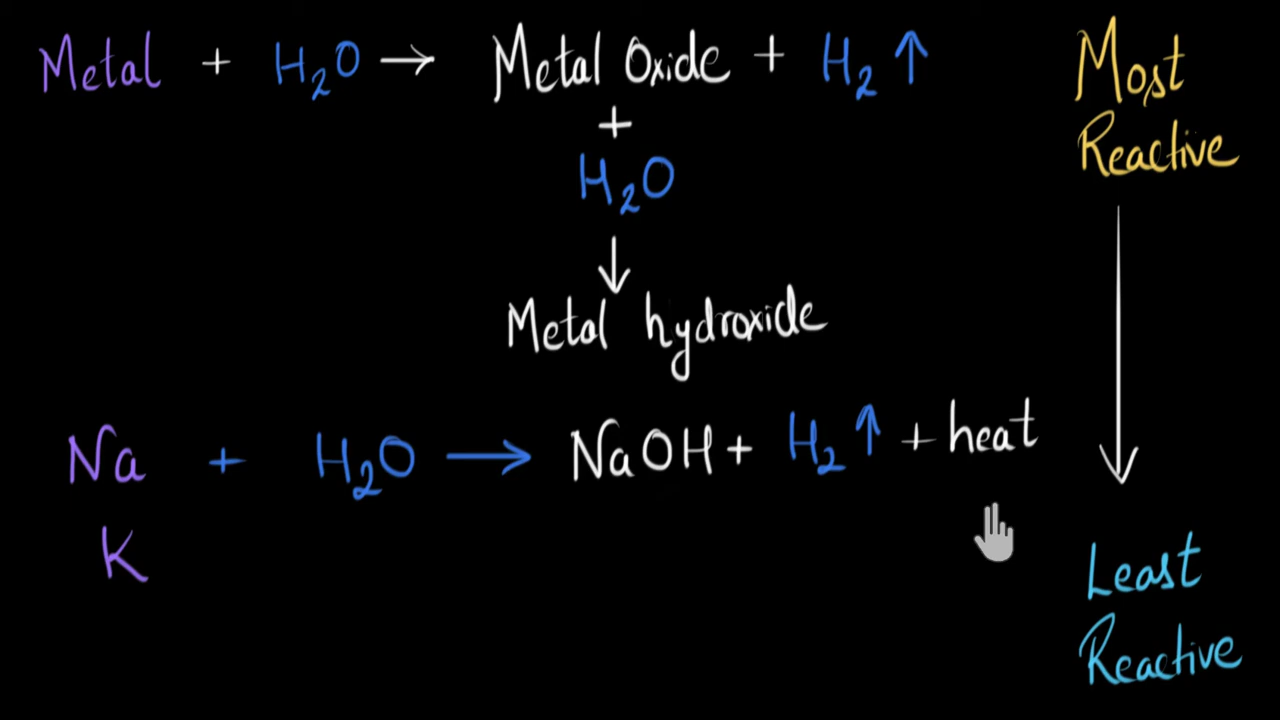 Metal + H₂O → Metal Oxide + H₂ ↑
+
H₂O
↓
Metal hydroxide
Na + H₂O → NaOH + H₂ ↑ + heat
K
Most
Reactive
↓
Least
Reactive